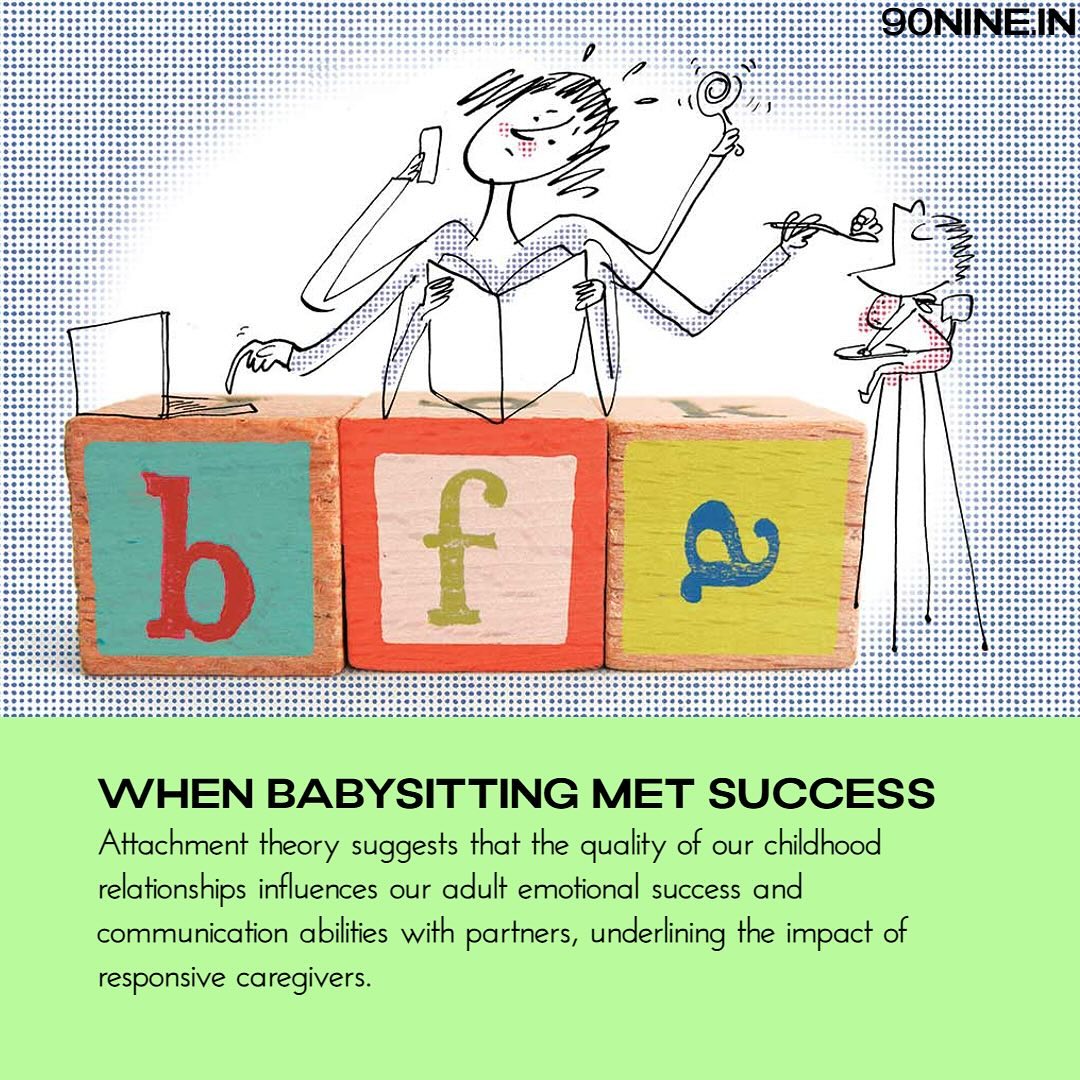 90NINE.IN
b f a
WHEN BABYSITTING MET SUCCESS
Attachment theory suggests that the quality of our childhood
relationships influences our adult emotional success and
communication abilities with partners, underlining the impact of
responsive caregivers.